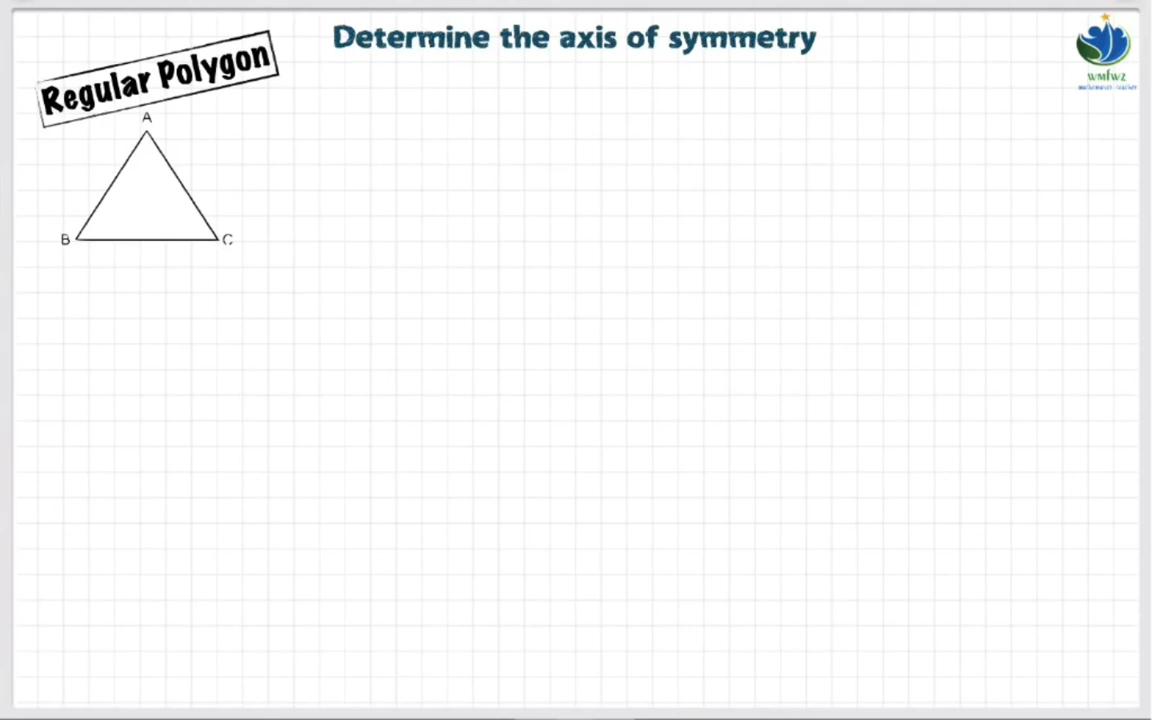 Determine the axis of symmetry
Regular Polygon
wmfwz
A
B
C